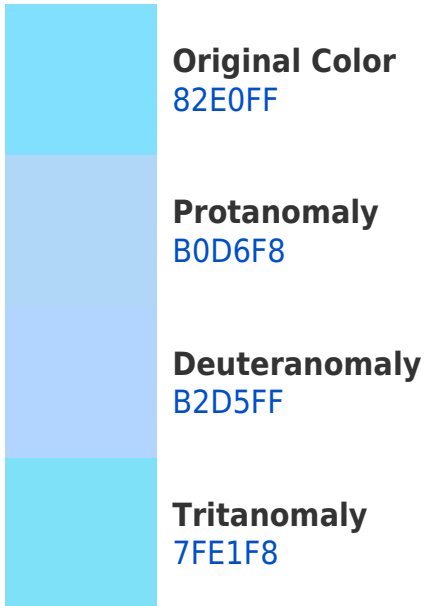 Original Color
82E0FF
Protanomaly
B0D6F8
Deuteranomaly
B2D5FF
Tritanomaly
7FE1F8